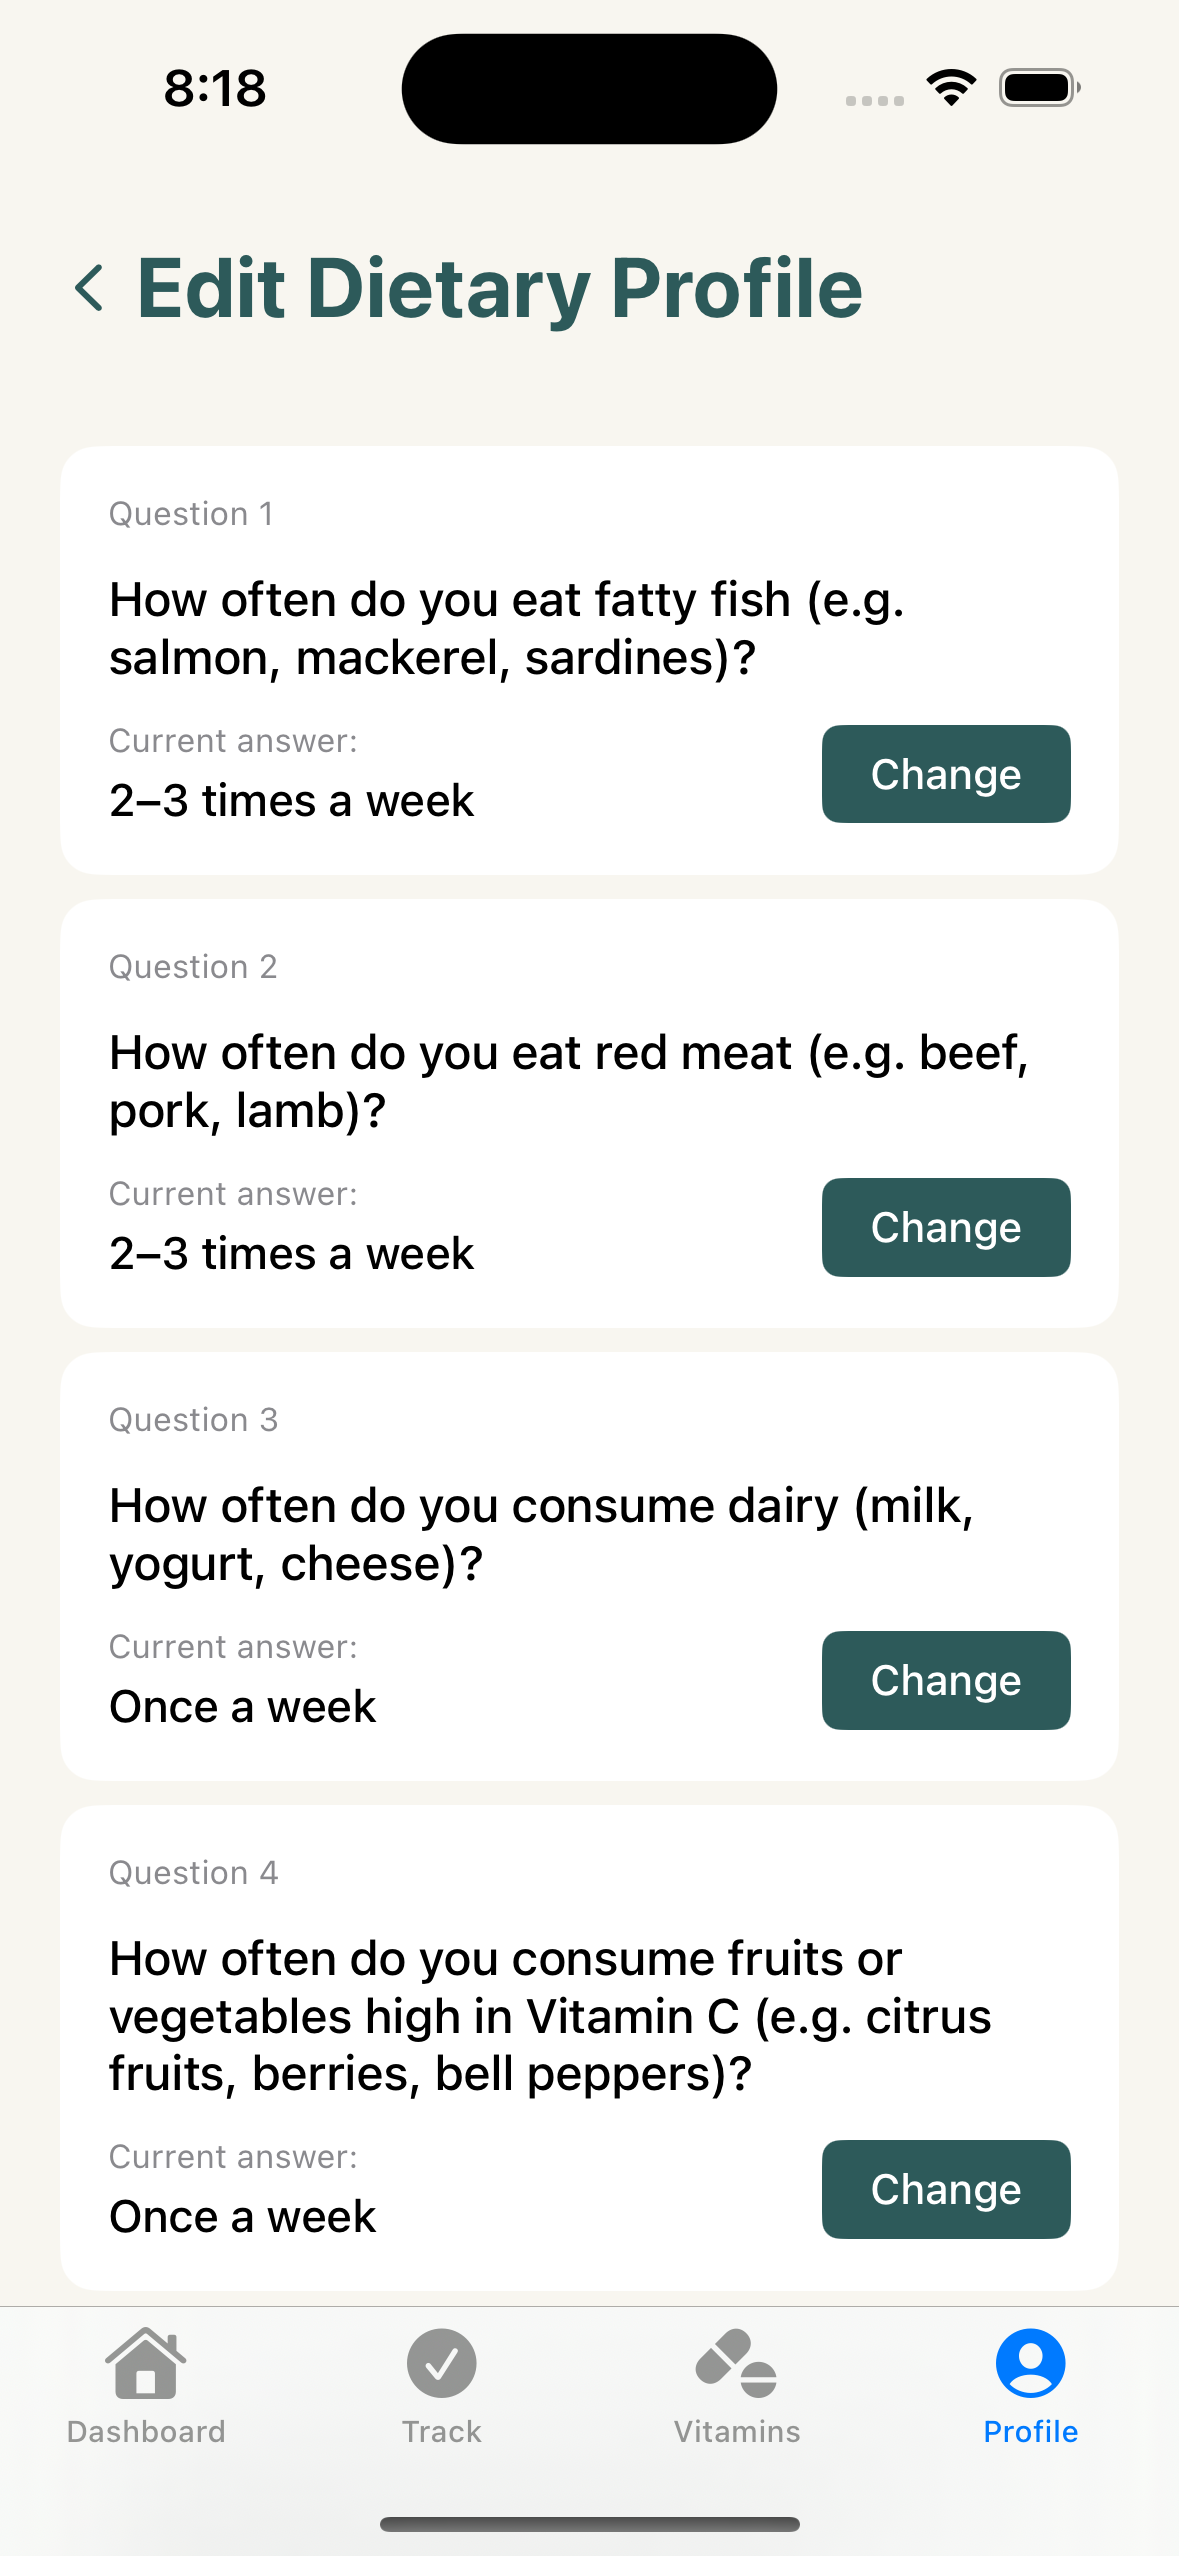 8:18
Edit Dietary Profile
Question 1
How often do you eat fatty fish (e.g.
salmon, mackerel, sardines)?
Current answer:
2–3 times a week
Change
Question 2
How often do you eat red meat (e.g. beef,
pork, lamb)?
Current answer:
2–3 times a week
Change
Question 3
How often do you consume dairy (milk,
yogurt, cheese)?
Current answer:
Once a week
Change
Question 4
How often do you consume fruits or
vegetables high in Vitamin C (e.g. citrus
fruits, berries, bell peppers)?
Current answer:
Once a week
Change
Dashboard
Track
Vitamins
Profile